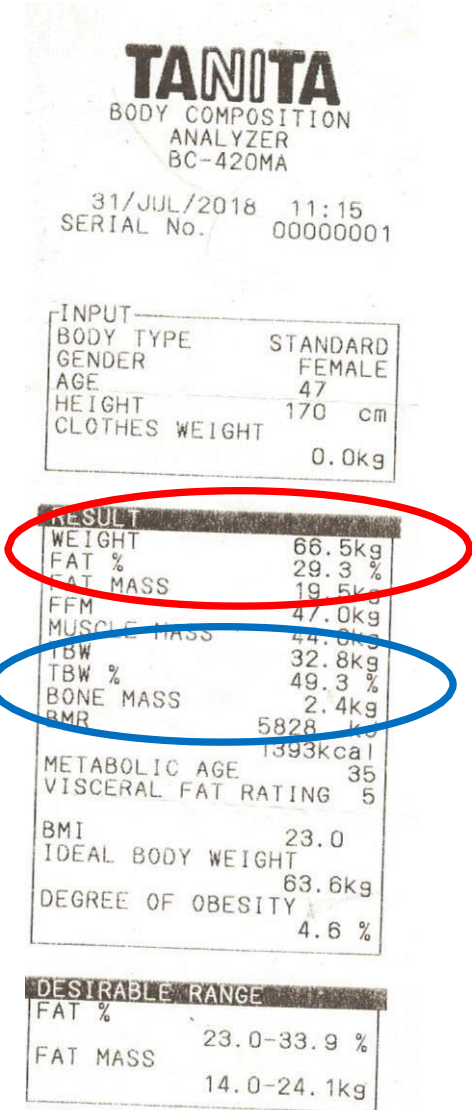 TANITA
BODY COMPOSITION
ANALYZER
BC-420MA
31/JUL/2018 11:15
SERIAL No. 00000001
INPUT
BODY TYPE STANDARD
GENDER FEMALE
AGE 47
HEIGHT 170 cm
CLOTHES WEIGHT
0.0kg
RESULT
WEIGHT 66.5kg
FAT % 29.3 %
FAT MASS 19.5kg
FFM 47.0kg
MUSCLE MASS 44.6kg
TBW 32.8kg
TBW % 49.3 %
BONE MASS 2.4kg
BMR 5828 kJ
1393kcal
METABOLIC AGE 35
VISCERAL FAT RATING 5
BMI 23.0
IDEAL BODY WEIGHT
63.6kg
DEGREE OF OBESITY
4.6 %
DESIRABLE RANGE
FAT %
23.0-33.9 %
FAT MASS
14.0-24.1kg